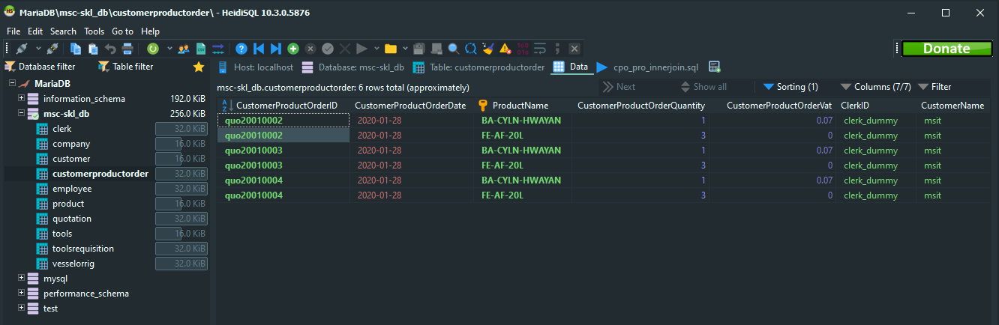 MariaDB\msc-skl_db\customerproductorder\ - HeidiSQL 10.3.0.5876
File Edit Search Tools Go to Help
Donate
Database filter Table filter
Host: localhost Database: msc-skl_db Table: customerproductorder Data cpo_pro_innerjoin.sql
MariaDB
information_schema 192.0 KiB
msc-skl_db 256.0 KiB
clerk 32.0 KiB
company 16.0 KiB
customer 16.0 KiB
customerproductorder 32.0 KiB
employee 32.0 KiB
product 16.0 KiB
quotation 32.0 KiB
tools 16.0 KiB
toolsrequisition 32.0 KiB
vesselorrig 32.0 KiB
mysql
performance_schema
test
msc-skl_db.customerproductorder: 6 rows total (approximately) Next Show all Sorting (1) Columns (7/7) Filter
CustomerProductOrderID CustomerProductOrderDate ProductName CustomerProductOrderQuantity CustomerProductOrderVat ClerkID CustomerName
quo20010002 2020-01-28 BA-CYLN-HWAYAN 1 0.07 clerk_dummy msit
quo20010002 2020-01-28 FE-AF-20L 3 0 clerk_dummy msit
quo20010003 2020-01-28 BA-CYLN-HWAYAN 1 0.07 clerk_dummy msit
quo20010003 2020-01-28 FE-AF-20L 3 0 clerk_dummy msit
quo20010004 2020-01-28 BA-CYLN-HWAYAN 1 0.07 clerk_dummy msit
quo20010004 2020-01-28 FE-AF-20L 3 0 clerk_dummy msit